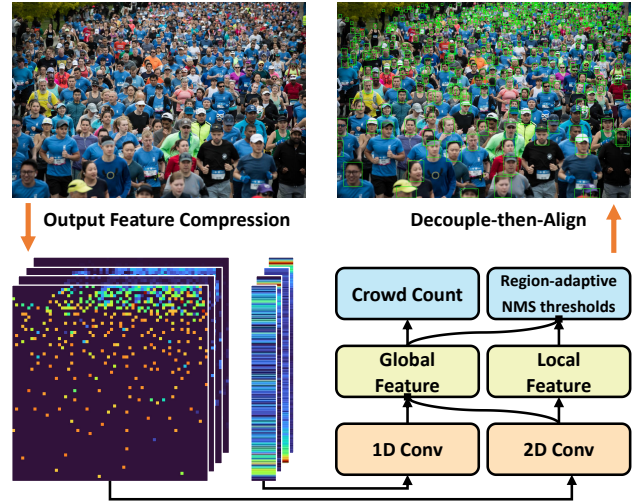 Output Feature Compression
Decouple-then-Align
Crowd Count
Region-adaptive
NMS thresholds
Global
Feature
Local
Feature
1D Conv
2D Conv